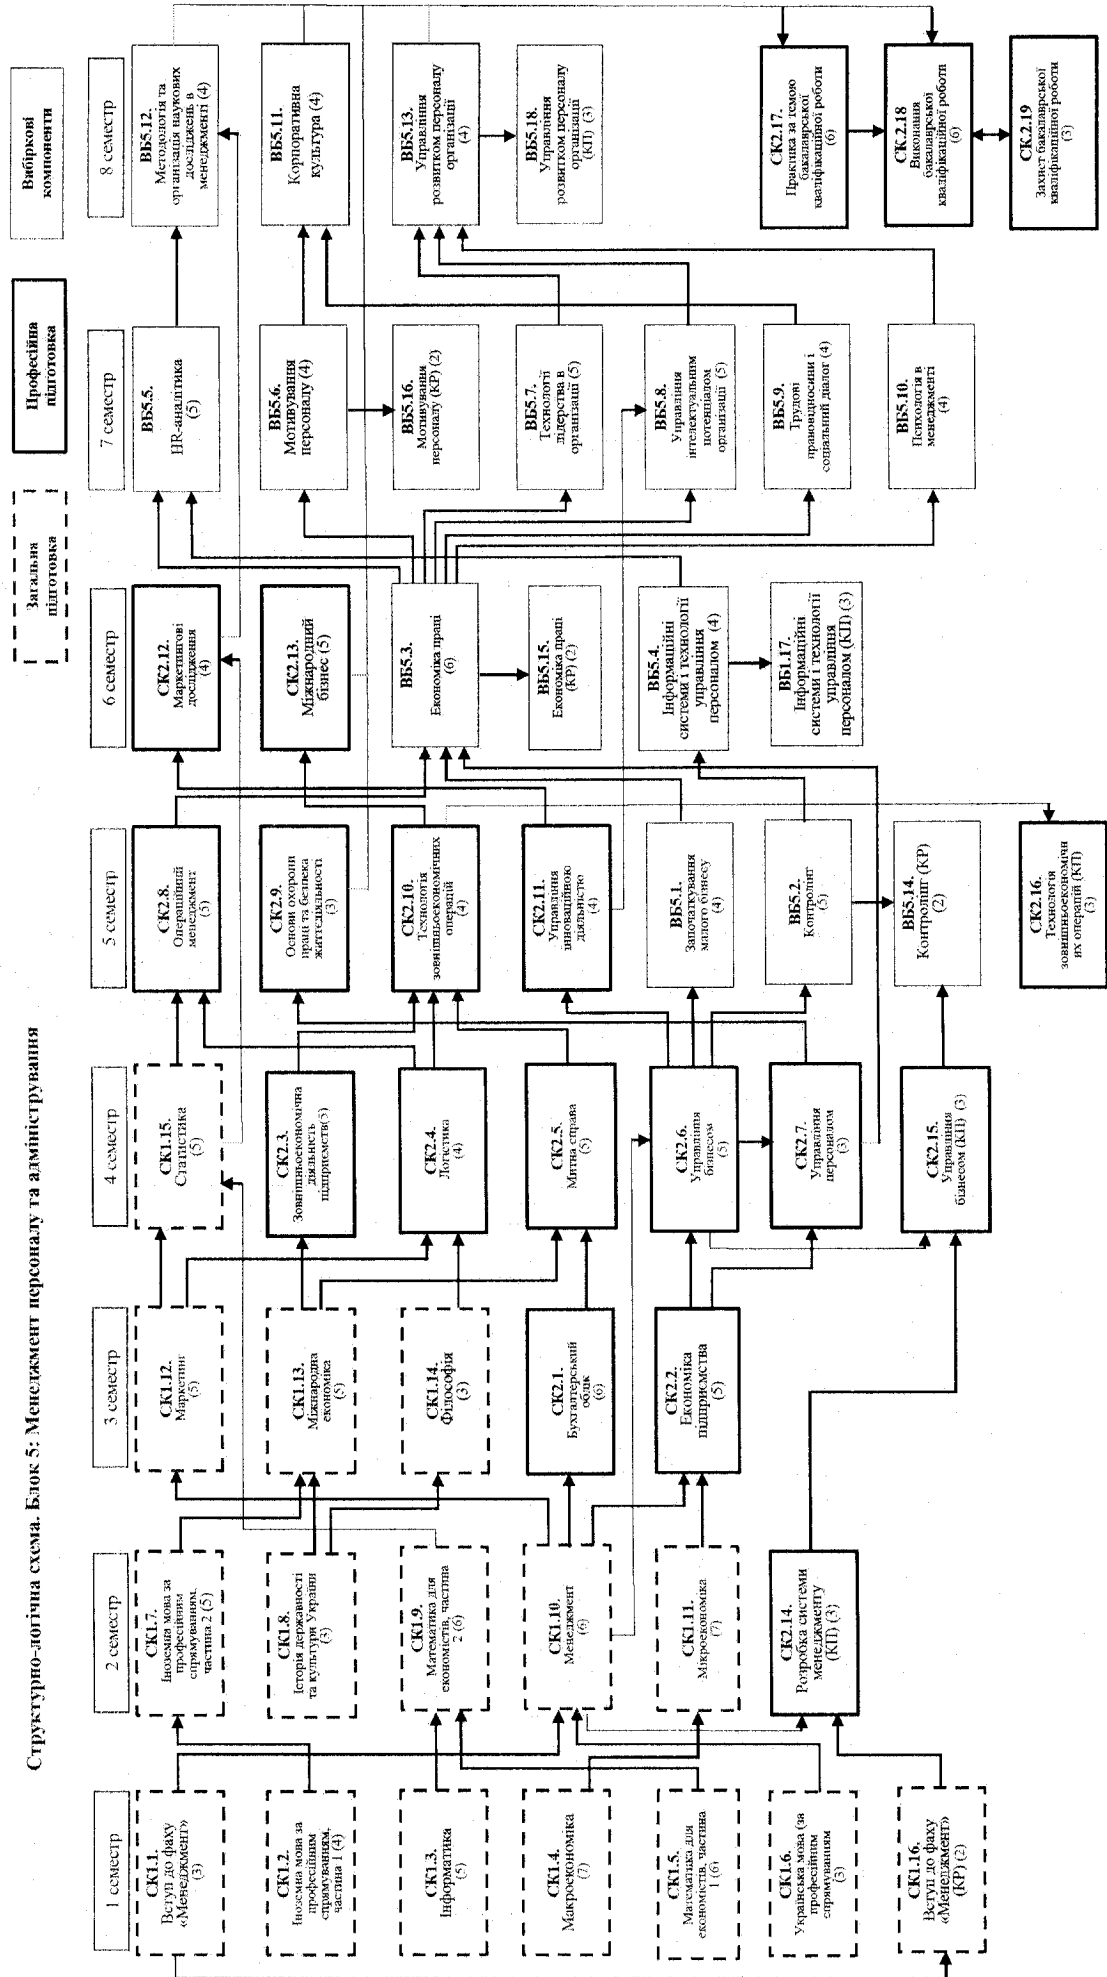 Структурно-логічна схема. Блок 5: Менеджмент персоналу та адміністрування
Загальна
підготовка
Професійна
підготовка
Вибіркові
компоненти
1 семестр
СК1.1.
Вступ до фаху
«Менеджмент»
(3)
СК1.2.
Іноземна мова за
професійним
спрямуванням,
частина 1 (4)
СК1.3.
Інформатика
(5)
СК1.4.
Макроекономіка
(7)
СК1.5.
Математика для
економістів, частина
1 (6)
СК1.6.
Українська мова (за
професійним
спрямуванням
(3)
СК1.16.
Вступ до фаху
«Менеджмент»
(КР) (2)
2 семестр
СК1.7.
Іноземна мова за
професійним
спрямуванням,
частина 2 (5)
СК1.8.
Історія державності
та культури України
(3)
СК1.9.
Математика для
економістів, частина
2 (6)
СК1.10.
Менеджмент
(6)
СК1.11.
Мікроекономіка
(7)
СК2.14.
Розробка системи
менеджменту
(КП) (3)
3 семестр
СК1.12.
Маркетинг
(5)
СК1.13.
Міжнародна
економіка
(5)
СК1.14.
Філософія
(3)
СК2.1.
Бухгалтерський
облік
(6)
СК2.2.
Економіка
підприємства
(5)
4 семестр
СК1.15.
Статистика
(5)
СК2.3.
Зовнішньоекономічна
діяльність
підприємств(5)
СК2.4.
Логістика
(4)
СК2.5.
Митна справа
(5)
СК2.6.
Управління
бізнесом
(5)
СК2.7.
Управління
персоналом
(3)
СК2.15.
Управління
бізнесом (КП) (3)
5 семестр
СК2.8.
Операційний
менеджмент
(5)
СК2.9.
Основи охорони
праці та безпека
життєдіяльності
(3)
СК2.10.
Технологія
зовнішньоекономічних
операцій
(4)
СК2.11.
Управління
інноваційною
діяльністю
(4)
ВБ5.1.
Започаткування
малого бізнесу
(4)
ВБ5.2.
Контролінг
(5)
ВБ5.14.
Контролінг (КР)
(2)
СК2.16.
Технологія
зовнішньоекономічн
их операцій (КП)
(3)
6 семестр
СК2.12.
Маркетингові
дослідження
(4)
СК2.13.
Міжнародний
бізнес (5)
ВБ5.3.
Економіка праці
(6)
ВБ5.15.
Економіка праці
(КР) (2)
ВБ5.4.
Інформаційні
системи і технології
управління
персоналом (4)
ВБ1.17.
Інформаційні
системи і технології
управління
персоналом (КП) (3)
7 семестр
ВБ5.5.
HR-аналітика
(5)
ВБ5.6.
Мотивування
персоналу (4)
ВБ5.16.
Мотивування
персоналу (КР) (2)
ВБ5.7.
Технології
лідерства в
організації (5)
ВБ5.8.
Управління
інтелектуальним
потенціалом
організації (5)
ВБ5.9.
Трудові
правовідносини і
соціальний діалог (4)
ВБ5.10.
Психологія в
менеджменті
(4)
8 семестр
ВБ5.12.
Методологія та
організація наукових
досліджень в
менеджменті (4)
ВБ5.11.
Корпоративна
культура (4)
ВБ5.13.
Управління
розвитком персоналу
організації
(4)
ВБ5.18.
Управління
розвитком персоналу
організації
(КП) (3)
СК2.17.
Практика за темою
бакалаврської
кваліфікаційної роботи
(6)
СК.2.18
Виконання
бакалаврської
кваліфікаційної роботи
(6)
СК.2.19
Захист бакалаврської
кваліфікаційної роботи
(3)